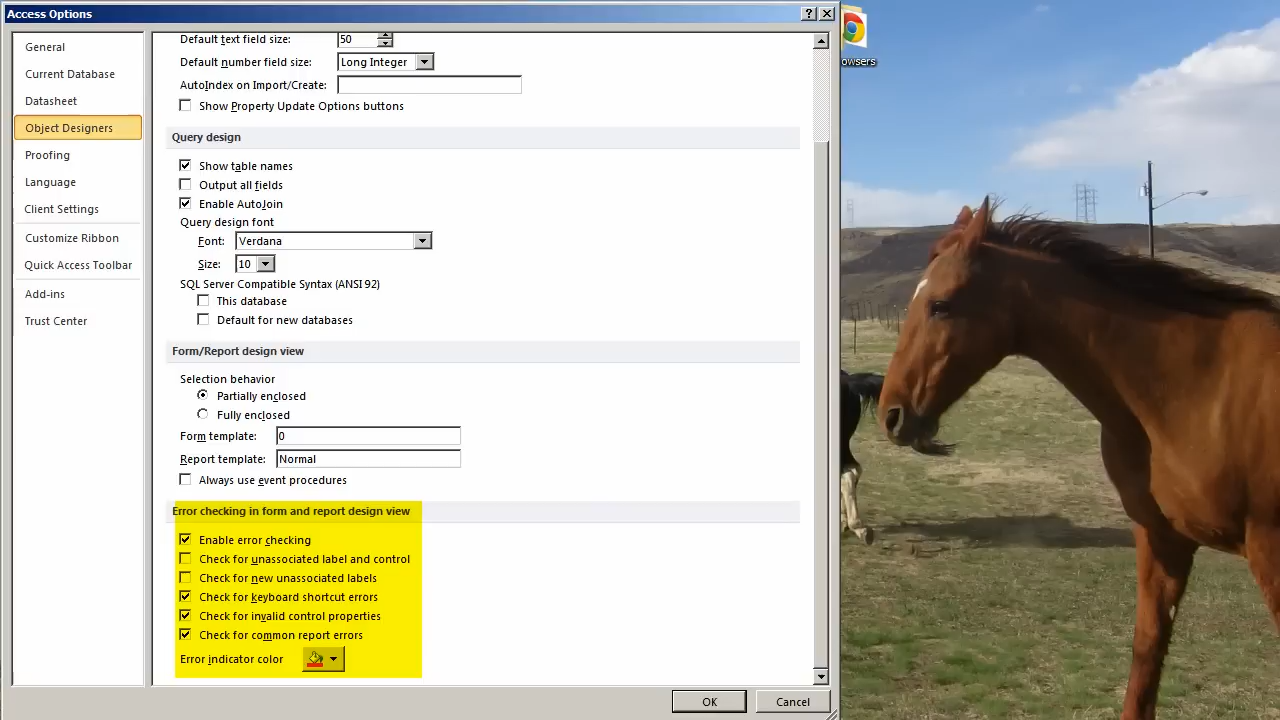 Access Options
General
Current Database
Datasheet
Object Designers
Proofing
Language
Client Settings
Customize Ribbon
Quick Access Toolbar
Add-ins
Trust Center
Default text field size: 50
Default number field size: Long Integer
AutoIndex on Import/Create:
Show Property Update Options buttons
Query design
Show table names
Output all fields
Enable AutoJoin
Query design font
Font: Verdana
Size: 10
SQL Server Compatible Syntax (ANSI 92)
This database
Default for new databases
Form/Report design view
Selection behavior
Partially enclosed
Fully enclosed
Form template: 0
Report template: Normal
Always use event procedures
Error checking in form and report design view
Enable error checking
Check for unassociated label and control
Check for new unassociated labels
Check for keyboard shortcut errors
Check for invalid control properties
Check for common report errors
Error indicator color
OK Cancel
owsers